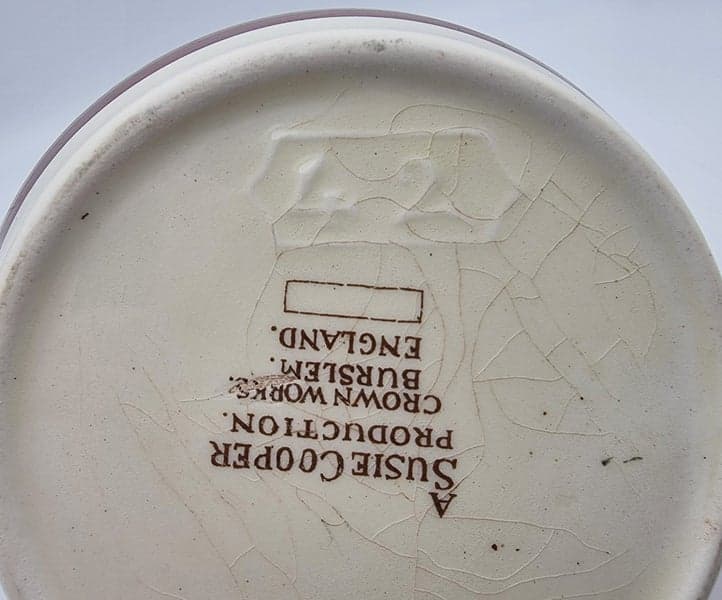 A
SUSIE COOPER
PRODUCTION.
CROWN WORKS.
BURSLEM.
ENGLAND.